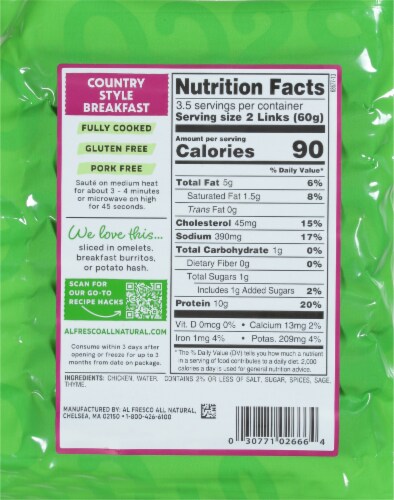 COUNTRY
STYLE
BREAKFAST
FULLY COOKED
GLUTEN FREE
PORK FREE
Sauté on medium heat
for about 3 - 4 minutes
or microwave on high
for 45 seconds.
We love this...
sliced in omelets,
breakfast burritos,
or potato hash.
SCAN FOR
OUR GO-TO
RECIPE HACKS
ALFRESCOALLNATURAL.COM
Consume within 3 days after
opening or freeze for up to 3
months from date on package.
Nutrition Facts
3.5 servings per container
Serving size 2 Links (60g)
Amount per serving
Calories 90
% Daily Value*
Total Fat 5g 6%
Saturated Fat 1.5g 8%
Trans Fat 0g
Cholesterol 45mg 15%
Sodium 390mg 17%
Total Carbohydrate 1g 0%
Dietary Fiber 0g 0%
Total Sugars 1g
Includes 1g Added Sugars 2%
Protein 10g 20%
Vit. D 0mcg 0% • Calcium 13mg 2%
Iron 1mg 4% • Potas. 209mg 4%
* The % Daily Value (DV) tells you how much a nutrient
in a serving of food contributes to a daily diet. 2,000
calories a day is used for general nutrition advice.
INGREDIENTS: CHICKEN, WATER. CONTAINS 2% OR LESS OF SALT, SUGAR, SPICES, SAGE,
THYME.
MANUFACTURED BY: AL FRESCO ALL NATURAL,
CHELSEA, MA 02150 • 1-800-426-6100
0 30771 02666 4